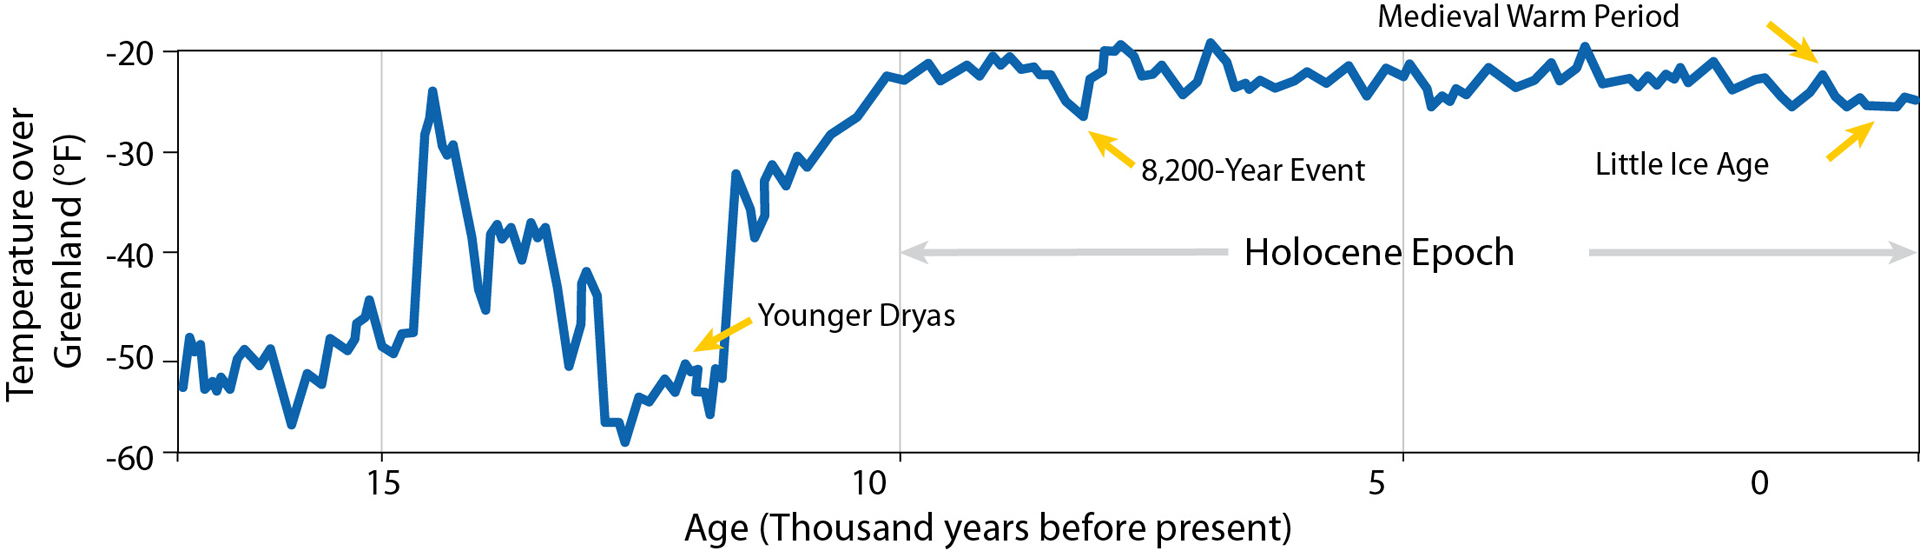 Medieval Warm Period
-20
-30
-40
-50
-60
Temperature over
Greenland (°F)
8,200-Year Event
Little Ice Age
Holocene Epoch
Younger Dryas
15
10
5
0
Age (Thousand years before present)